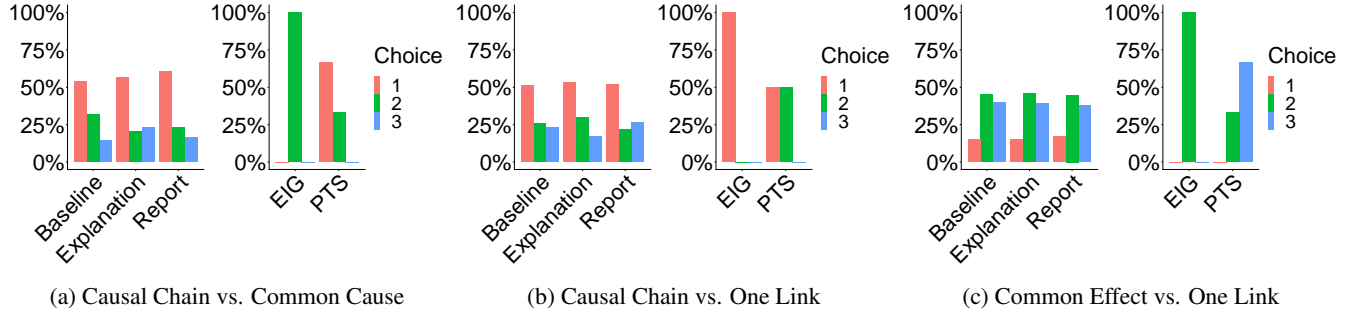 100%
75%
50%
25%
0%
Baseline
Explanation
Report
100%
75%
50%
25%
0%
EIG
PTS
Choice
1
2
3
(a) Causal Chain vs. Common Cause
100%
75%
50%
25%
0%
Baseline
Explanation
Report
100%
75%
50%
25%
0%
EIG
PTS
Choice
1
2
3
(b) Causal Chain vs. One Link
100%
75%
50%
25%
0%
Baseline
Explanation
Report
100%
75%
50%
25%
0%
EIG
PTS
Choice
1
2
3
(c) Common Effect vs. One Link